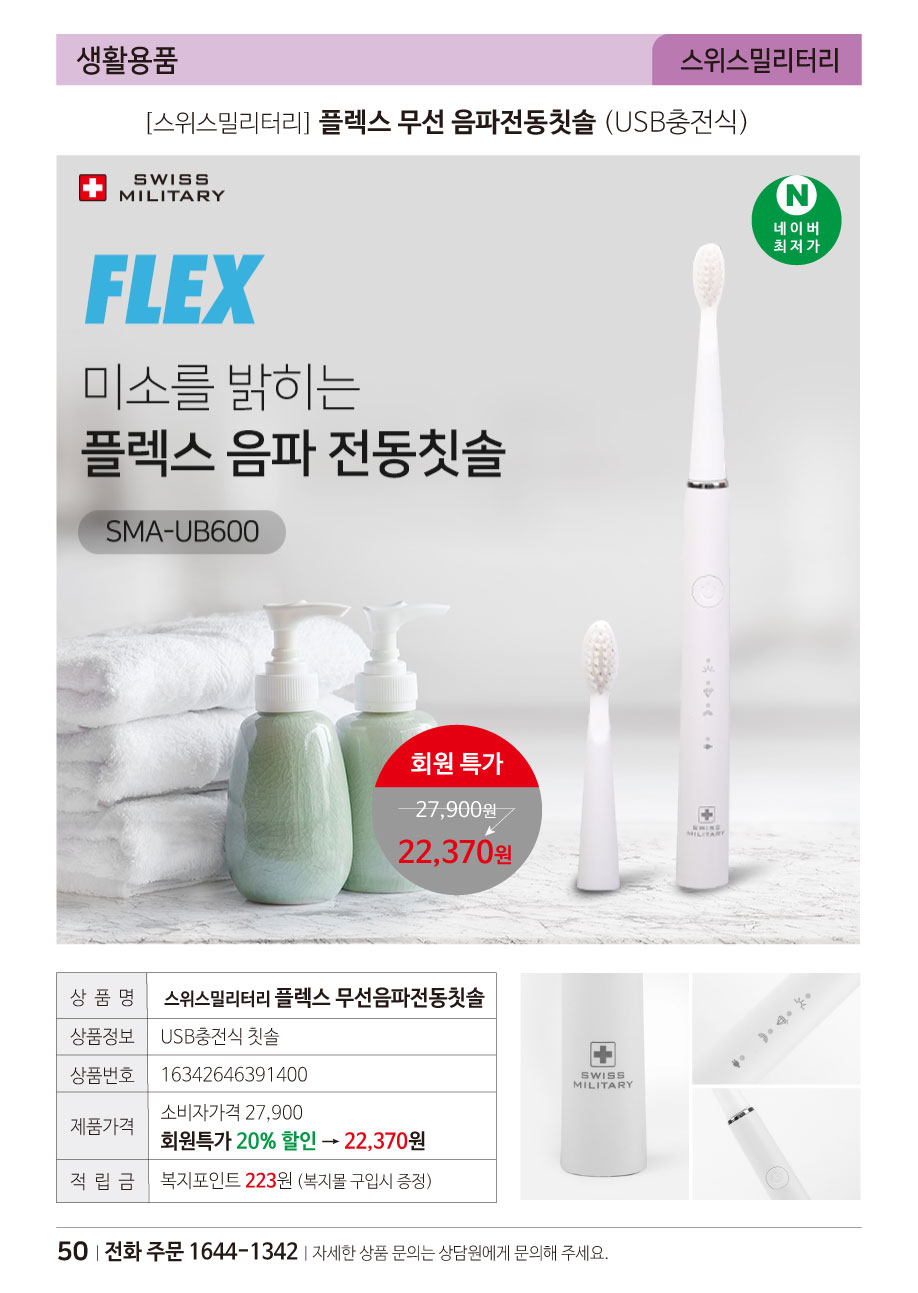 생활용품
스위스밀리터리
[스위스밀리터리] 플렉스 무선 음파전동칫솔 (USB충전식)
SWISS
MILITARY
N
네이버
최저가
FLEX
미소를 밝히는
플렉스 음파 전동칫솔
SMA-UB600
회원 특가
27,900원
22,370원
SWISS
MILITARY
상 품 명 스위스밀리터리 플렉스 무선음파전동칫솔
상품정보 USB충전식 칫솔
상품번호 16342646391400
제품가격 소비자가격 27,900
회원특가 20% 할인 → 22,370원
적 립 금 복지포인트 223원 (복지몰 구입시 증정)
SWISS
MILITARY
50 | 전화 주문 1644-1342 | 자세한 상품 문의는 상담원에게 문의해 주세요.